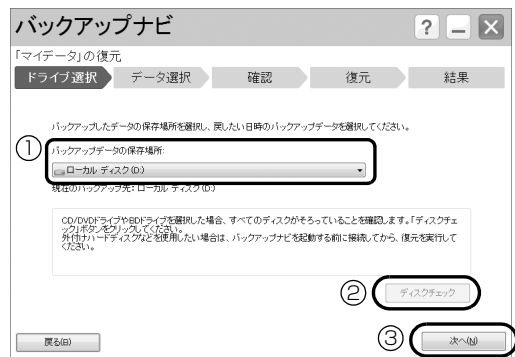 バックアップナビ
? – X
「マイデータ」の復元
ドライブ選択 データ選択 確認 復元 結果
バックアップしたデータの保存場所を選択し、戻したい日時のバックアップデータを選択してください。
①
バックアップデータの保存場所:
ローカル ディスク(D:)
現在のバックアップ先: ローカル ディスク(D:)
CD/DVDドライブやBDドライブを選択した場合、すべてのディスクがそろっていることを確認します。「ディスクチェ
ック」ボタンをクリックしてください。
外付けハードディスクなどを使用したい場合は、バックアップナビを起動する前に接続してから、復元を実行して
ください。
② ディスクチェック
戻る(B) ③ 次へ(N)